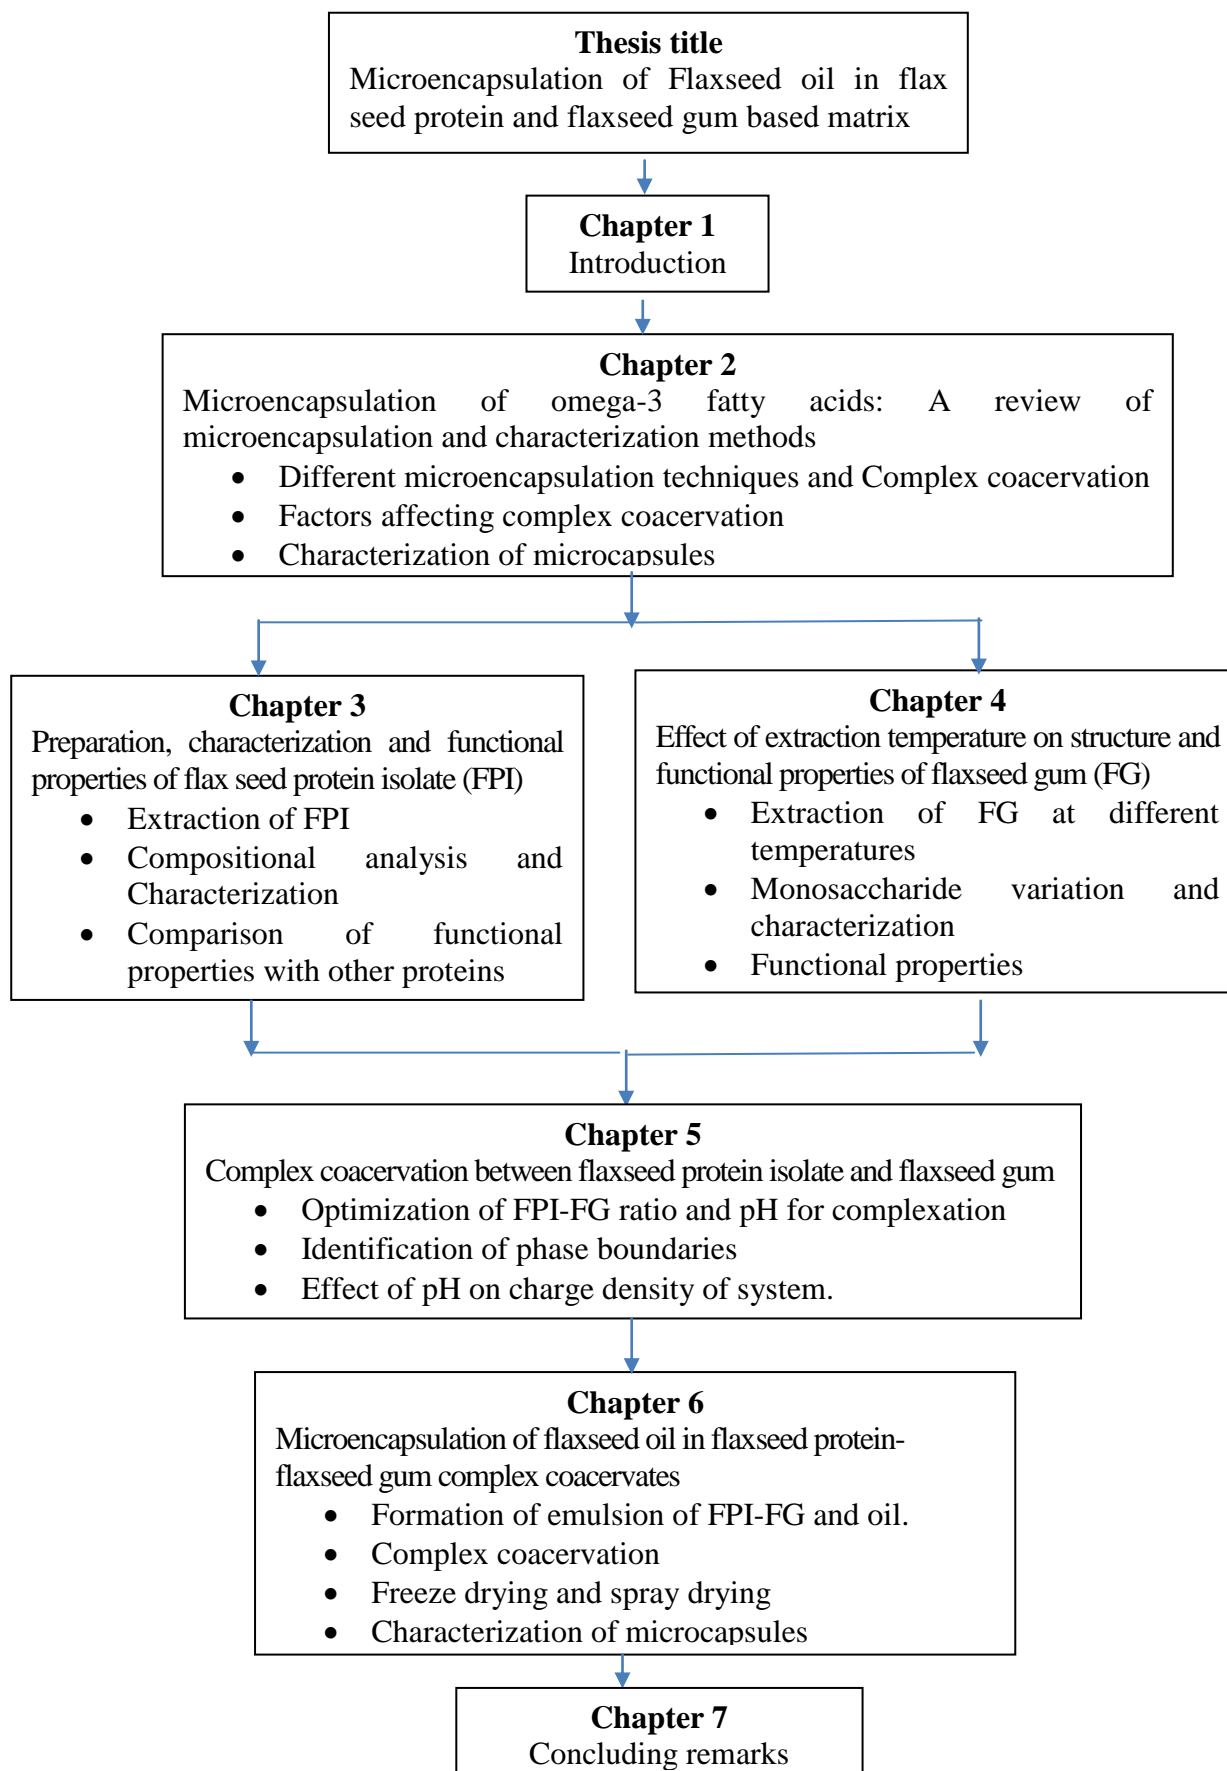 Thesis title
Microencapsulation of Flaxseed oil in flax
seed protein and flaxseed gum based matrix
Chapter 1
Introduction
Chapter 2
Microencapsulation of omega-3 fatty acids: A review of
microencapsulation and characterization methods
• Different microencapsulation techniques and Complex coacervation
• Factors affecting complex coacervation
• Characterization of microcapsules
Chapter 3
Preparation, characterization and functional
properties of flax seed protein isolate (FPI)
• Extraction of FPI
• Compositional analysis and
Characterization
• Comparison of functional
properties with other proteins
Chapter 4
Effect of extraction temperature on structure and
functional properties of flaxseed gum (FG)
• Extraction of FG at different
temperatures
• Monosaccharide variation and
characterization
• Functional properties
Chapter 5
Complex coacervation between flaxseed protein isolate and flaxseed gum
• Optimization of FPI-FG ratio and pH for complexation
• Identification of phase boundaries
• Effect of pH on charge density of system.
Chapter 6
Microencapsulation of flaxseed oil in flaxseed protein-
flaxseed gum complex coacervates
• Formation of emulsion of FPI-FG and oil.
• Complex coacervation
• Freeze drying and spray drying
• Characterization of microcapsules
Chapter 7
Concluding remarks